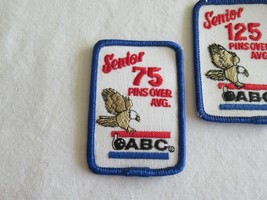 Senior
75
PINS OVER
AVG.
ABC®
Senior
125
PINS OVER
AVG.
ABC